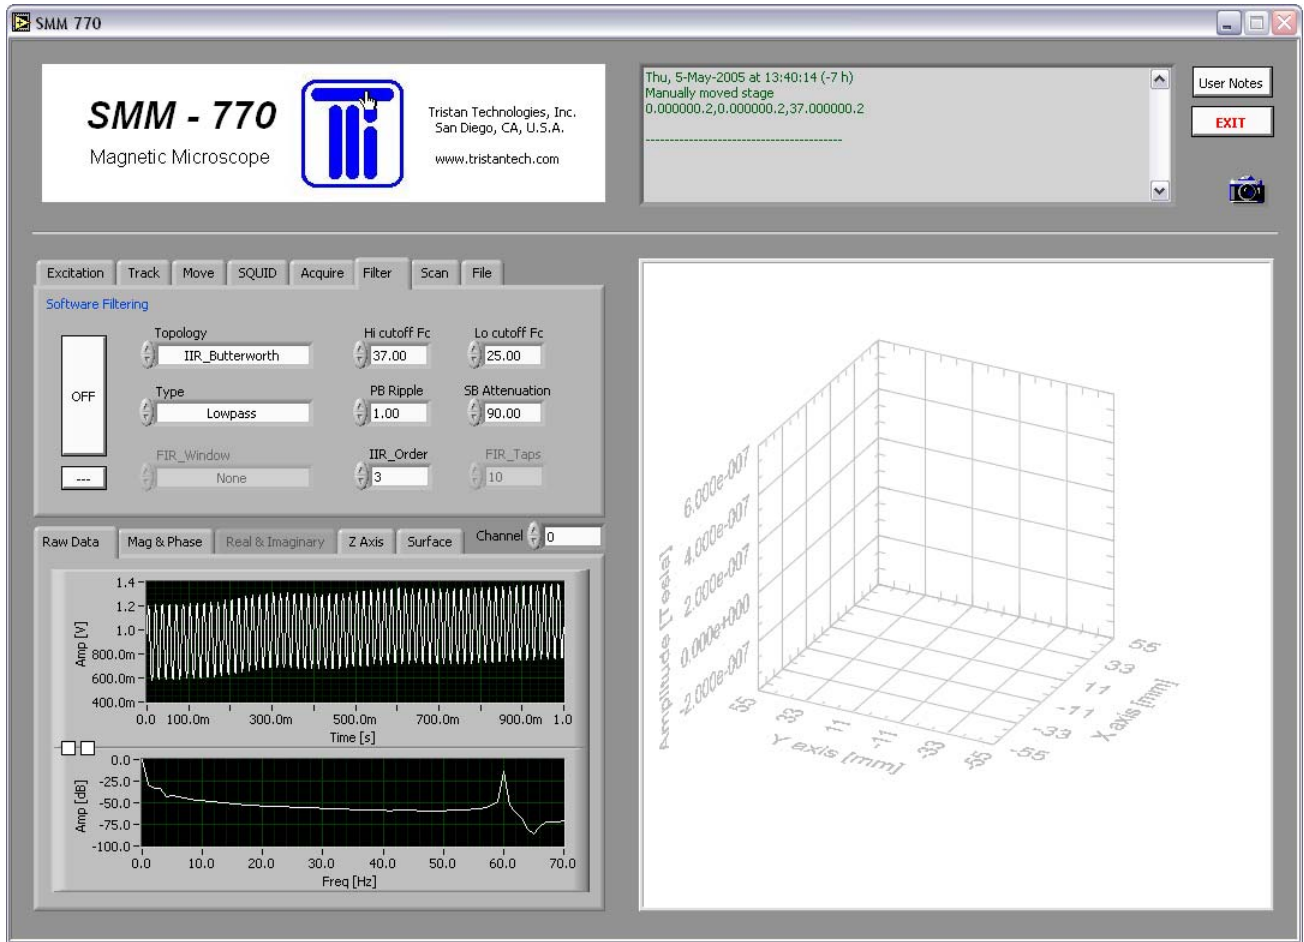 SMM 770
SMM - 770
Magnetic Microscope
Tristan Technologies, Inc.
San Diego, CA, U.S.A.
www.tristantech.com
Thu, 5-May-2005 at 13:40:14 (-7 h)
Manually moved stage
0.000000.2,0.000000.2,37.000000.2
----------------------------------------
User Notes
EXIT
Excitation Track Move SQUID Acquire Filter Scan File
Software Filtering
OFF
---
Topology
IIR_Butterworth
Hi cutoff Fc
37.00
Lo cutoff Fc
25.00
Type
Lowpass
PB Ripple
1.00
SB Attenuation
90.00
FIR_Window
None
IIR_Order
3
FIR_Taps
10
Raw Data Mag & Phase Real & Imaginary Z Axis Surface Channel 0
Amp [V]
1.4
1.2
1.0
800.0m
600.0m
400.0m
0.0 100.0m 300.0m 500.0m 700.0m 900.0m 1.0
Time [s]
Amp [dB]
0.0
-25.0
-50.0
-75.0
-100.0
0.0 10.0 20.0 30.0 40.0 50.0 60.0 70.0
Freq [Hz]
Amplitude [Tesla]
6.000e-007
4.000e-007
2.000e-007
0.000e+000
-2.000e-007
55 33 11 -11 -33 -55
Y axis [mm]
55
33
11
-11
-33
-55
X axis [mm]